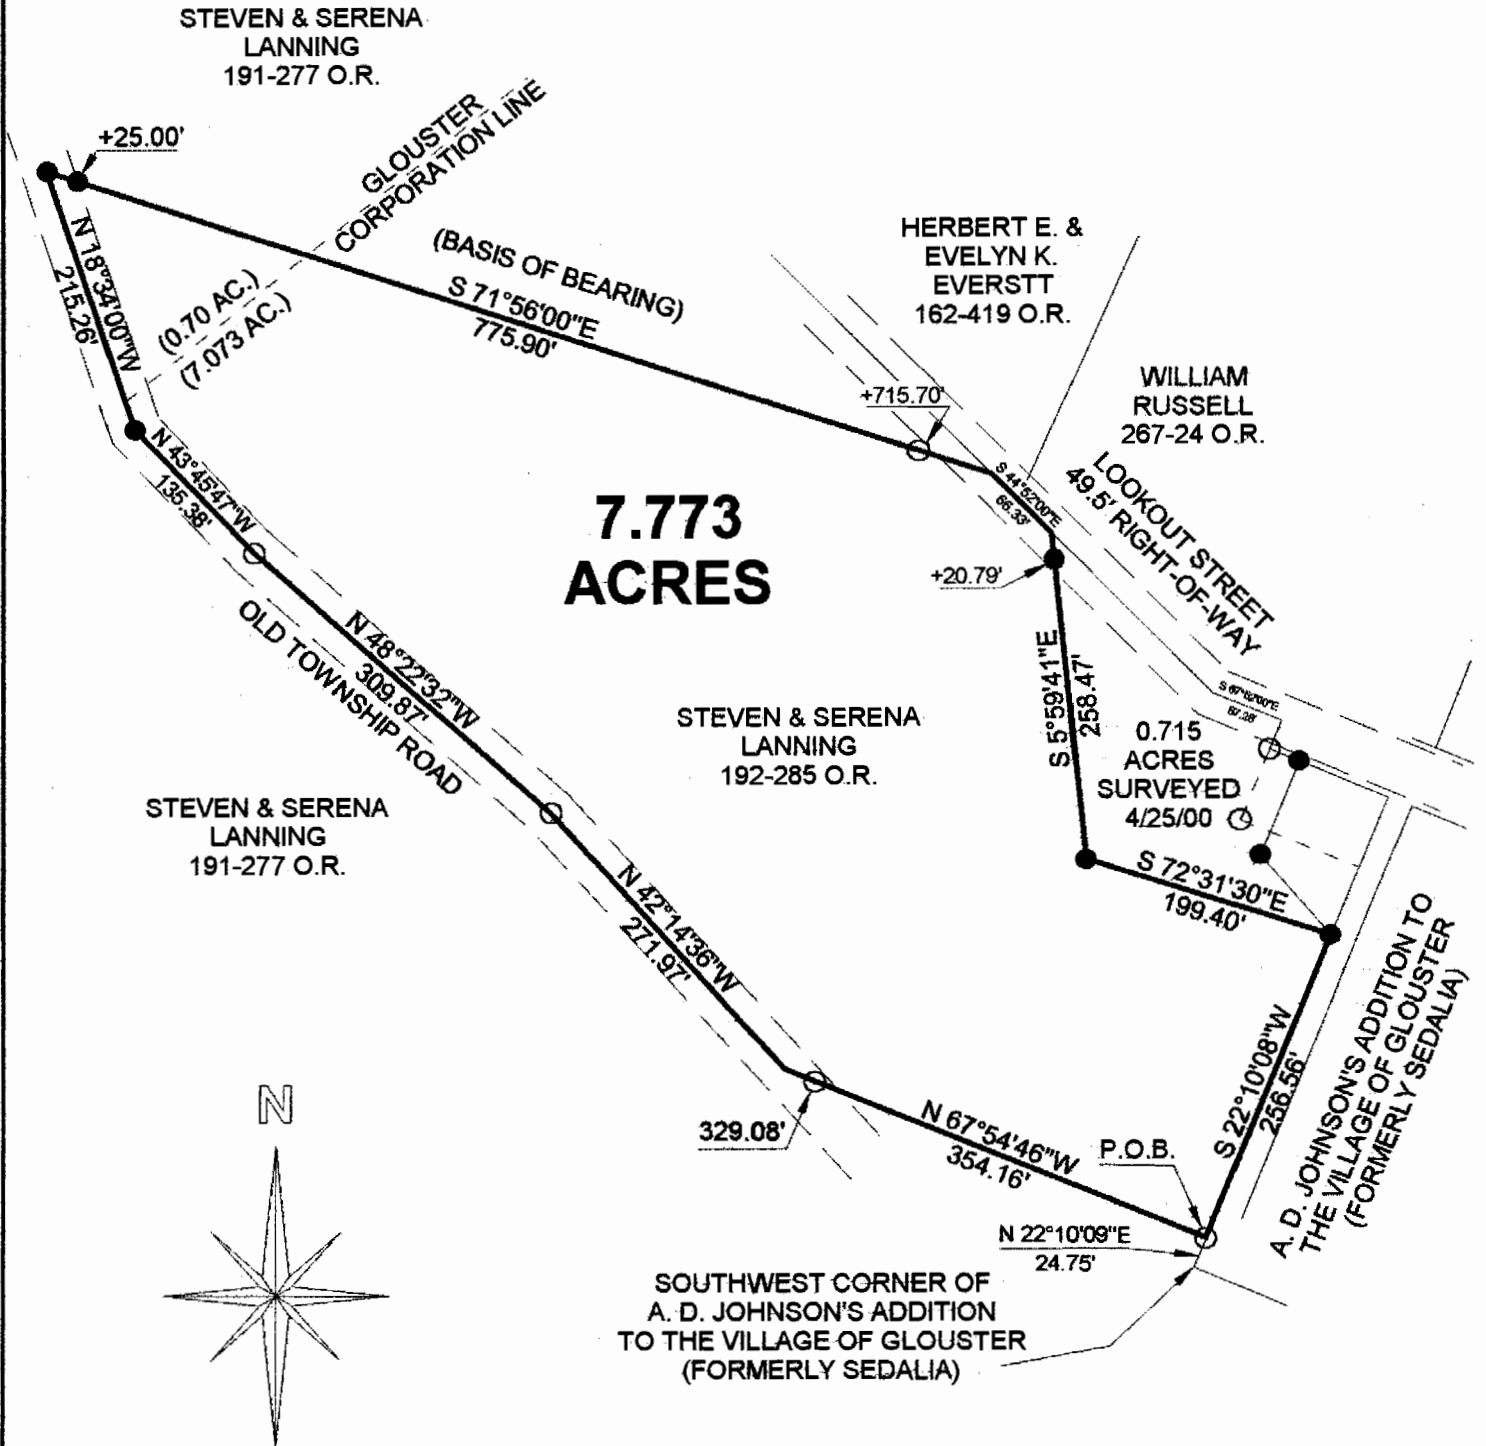 STEVEN & SERENA
LANNING
191-277 O.R.
+25.00'
GLOUSTER
CORPORATION LINE
(BASIS OF BEARING)
S 71°56'00"E
775.90'
HERBERT E. &
EVELYN K.
EVERSTT
162-419 O.R.
N 18°34'00"W
215.26'
(0.70 AC.)
(7.073 AC.)
+715.70'
WILLIAM
RUSSELL
267-24 O.R.
N 43°45'47"W
135.38'
7.773
ACRES
S 44°52'00"E
66.33'
LOOKOUT STREET
49.5' RIGHT-OF-WAY
+20.79'
N 48°22'32"W
309.87'
OLD TOWNSHIP ROAD
S 5°59'41"E
258.47'
STEVEN & SERENA
LANNING
192-285 O.R.
0.715
ACRES
SURVEYED
4/25/00
STEVEN & SERENA
LANNING
191-277 O.R.
S 72°31'30"E
199.40'
N 42°14'36"W
271.97'
S 22°10'08"W
256.56'
A. D. JOHNSON'S ADDITION TO
THE VILLAGE OF GLOUSTER
(FORMERLY SEDALIA)
N
329.08'
N 67°54'46"W
354.16'
P.O.B.
N 22°10'09"E
24.75'
SOUTHWEST CORNER OF
A. D. JOHNSON'S ADDITION
TO THE VILLAGE OF GLOUSTER
(FORMERLY SEDALIA)